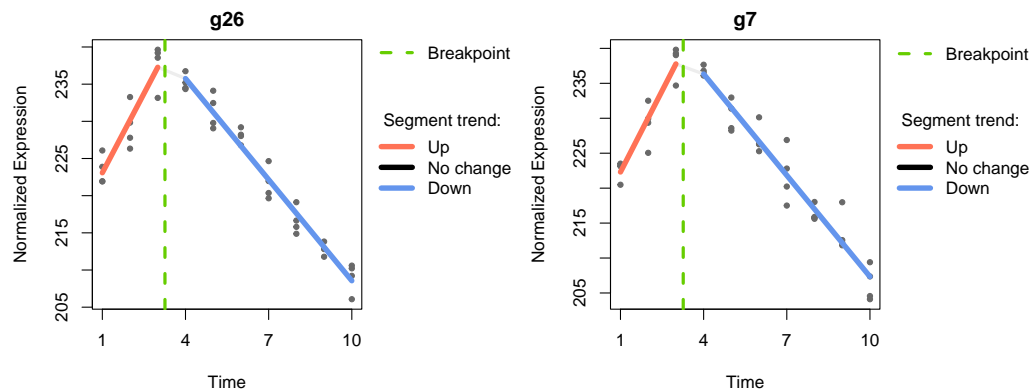 g26
Normalized Expression
235
225
215
205
1
4
7
10
Time
Breakpoint
Segment trend:
Up
No change
Down
g7
Normalized Expression
235
225
215
205
1
4
7
10
Time
Breakpoint
Segment trend:
Up
No change
Down